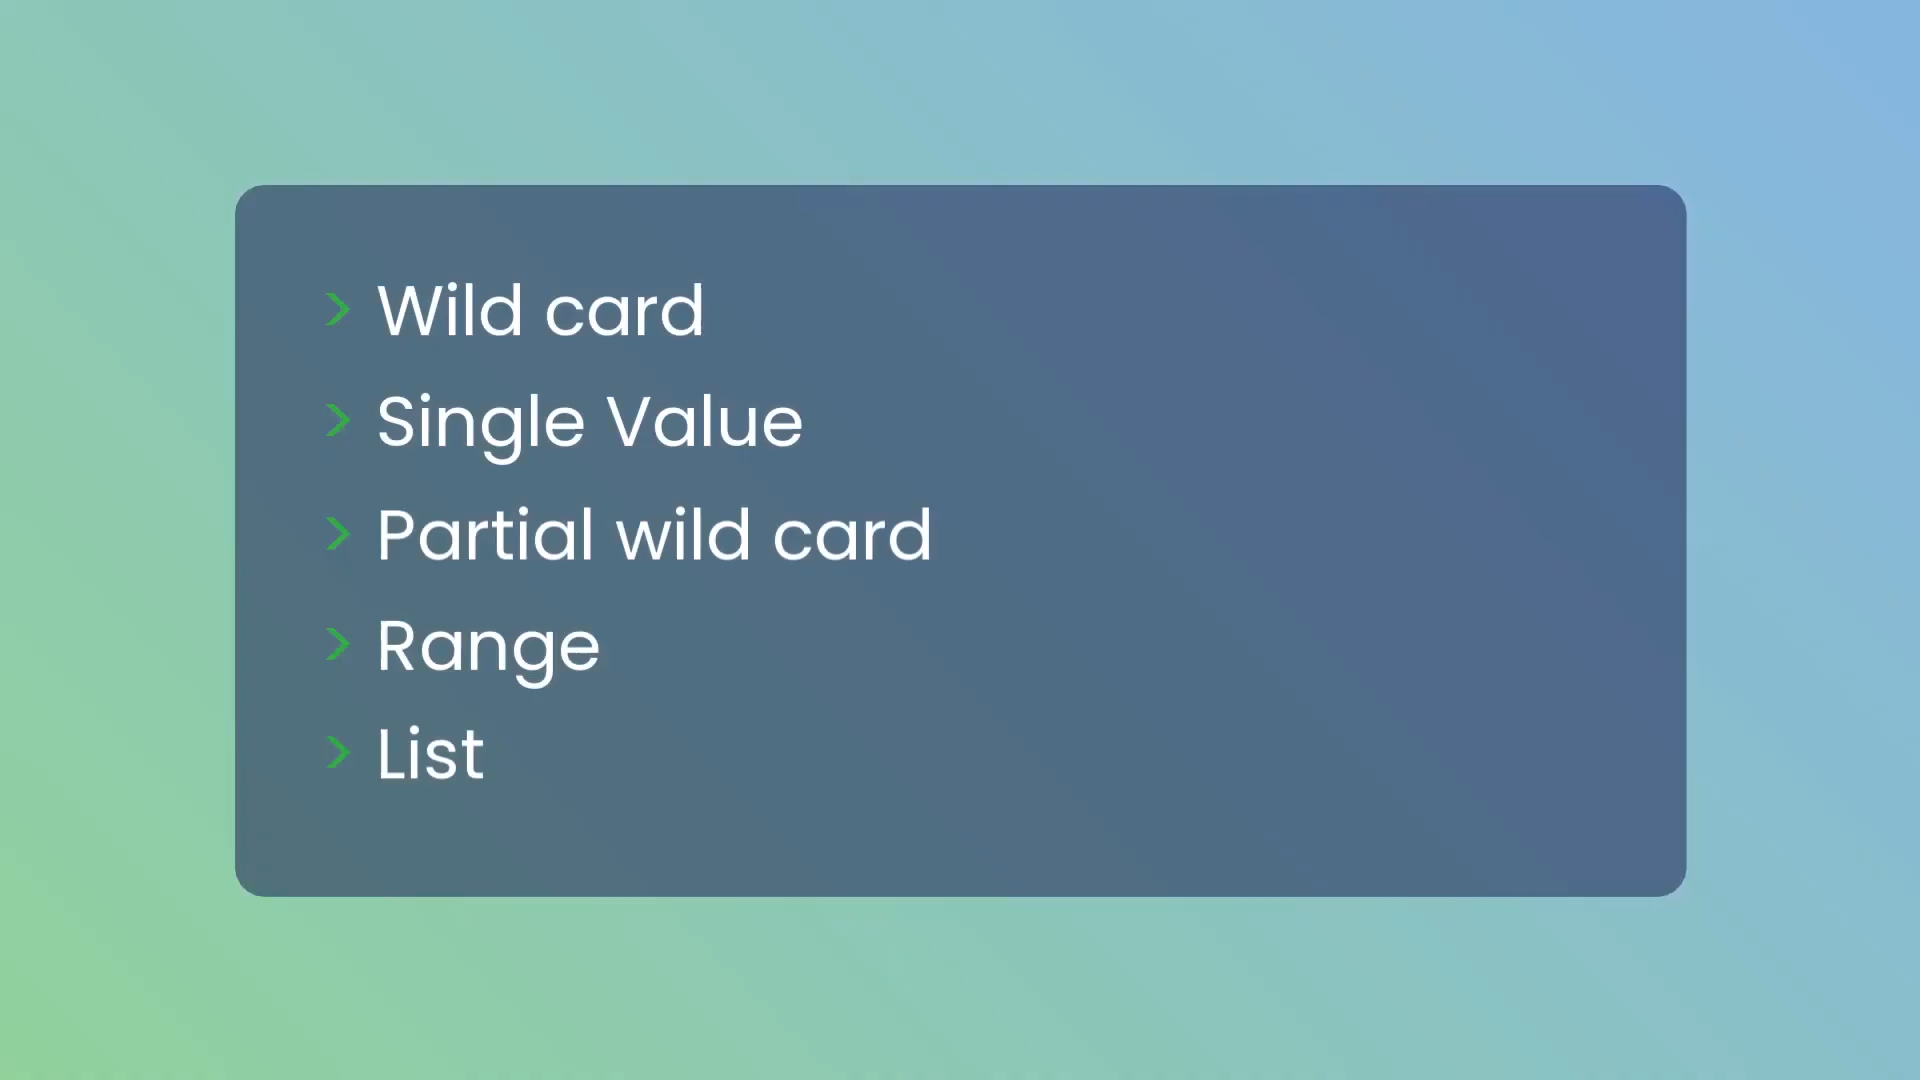 > Wild card
> Single Value
> Partial wild card
> Range
> List